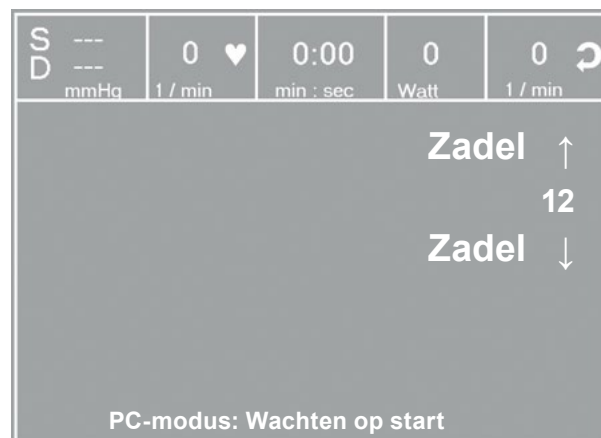 S ---
D ---
mmHg
0 ♥
1 / min
0:00
min : sec
0
Watt
0
1 / min
Zadel ↑
12
Zadel ↓
PC-modus: Wachten op start